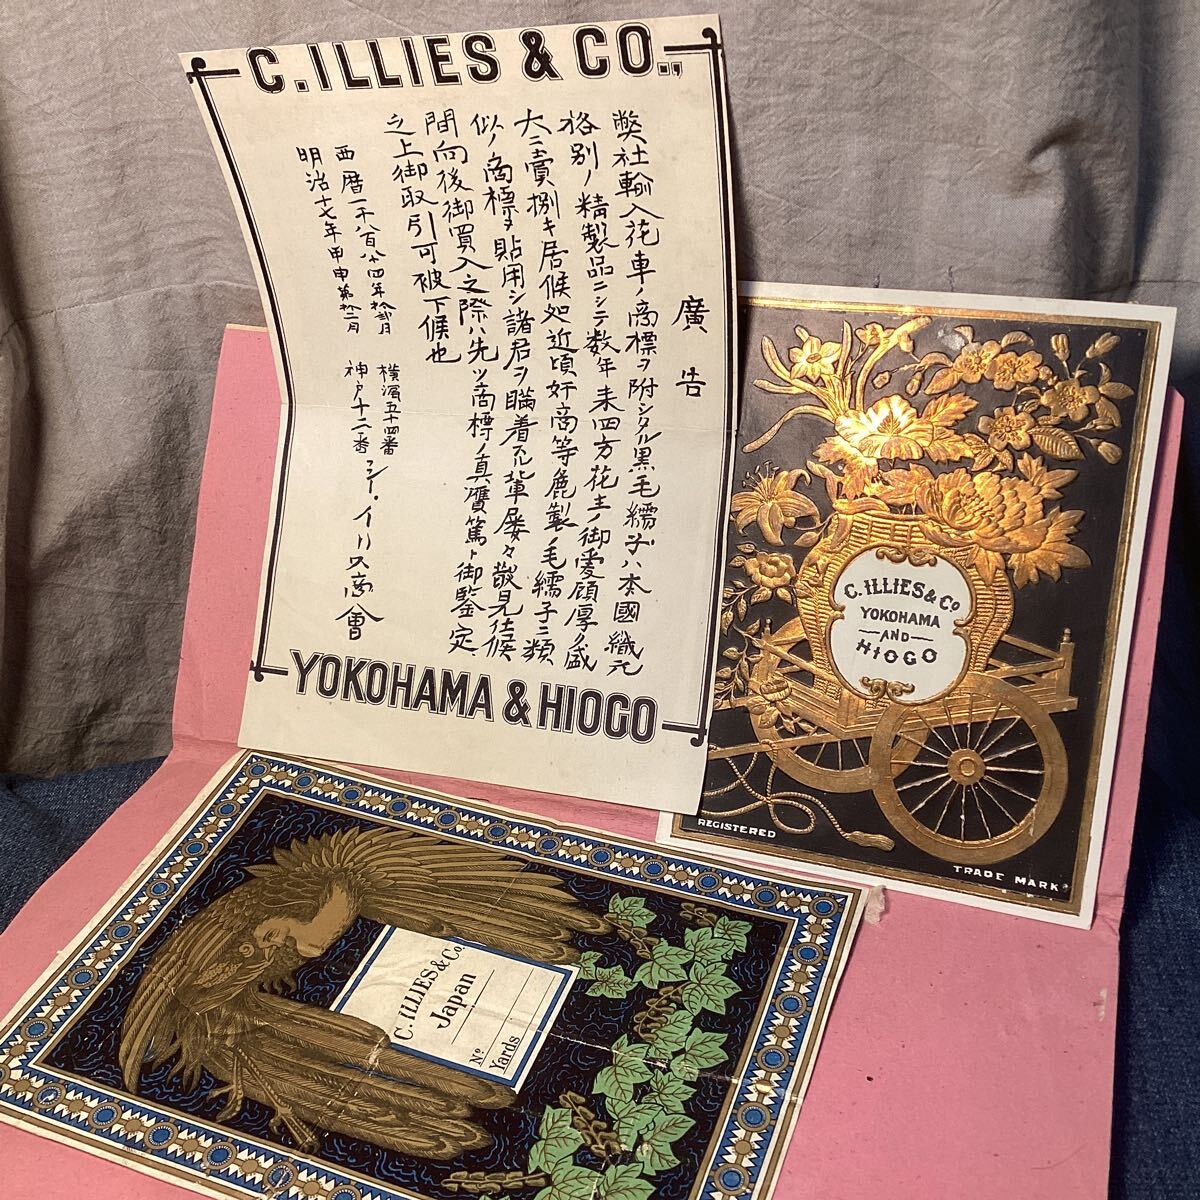 C. ILLIES & CO.,
廣告
弊社輸入花車ノ商標ヲ附シタル黒毛繻子ハ本國織元
格別ノ精製品ニシテ数年来四方花主ノ御愛顧厚ク盛
大ニ賣捌キ居候処近頃奸商等麁製ノ毛繻子ニ類
似ノ商標ヲ貼用シ諸君ヲ瞞着スル輩屡々散見仕候
間向後御買入之際ハ先ツ商標ノ真贋篤ト御鑒定
之上御取引可被下候也
西暦一千八百八十四年拾弐月
明治十七年甲申第拾二月
横濱五十四番
神戸十二番
シー・イリス商會
YOKOHAMA & HIOGO
C. ILLIES & Co
YOKOHAMA
AND
HIOGO
REGISTERED
TRADE MARK
C. ILLIES & Co.
Japan
No
Yards